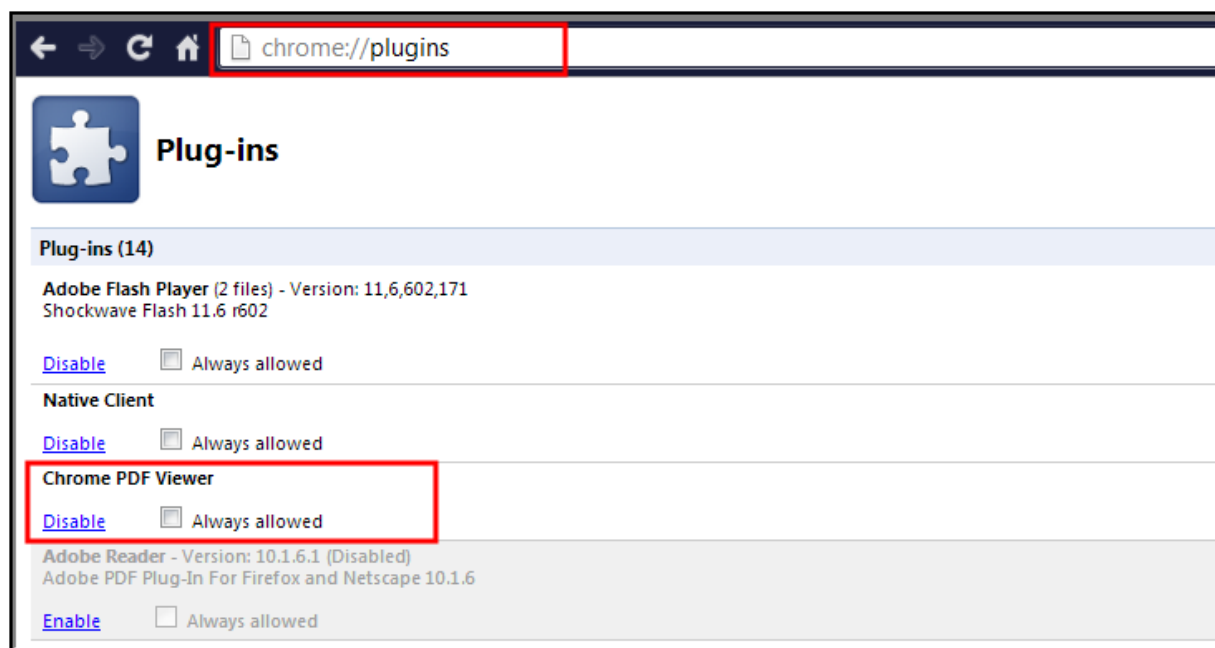 chrome://plugins
Plug-ins
Plug-ins (14)
Adobe Flash Player (2 files) - Version: 11,6,602,171
Shockwave Flash 11.6 r602
Disable Always allowed
Native Client
Disable Always allowed
Chrome PDF Viewer
Disable Always allowed
Adobe Reader - Version: 10.1.6.1 (Disabled)
Adobe PDF Plug-In For Firefox and Netscape 10.1.6
Enable Always allowed